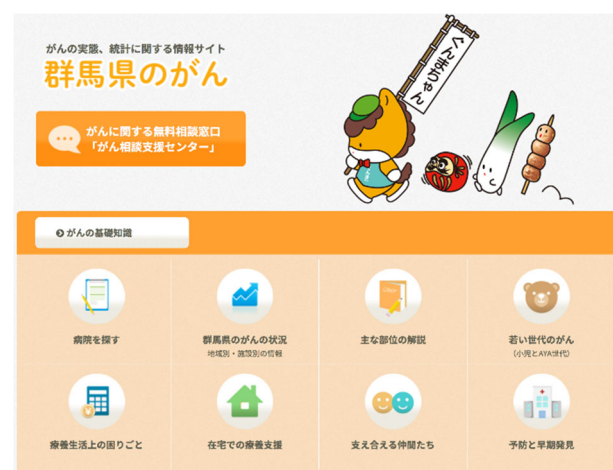 がんの実態、統計に関する情報サイト
群馬県のがん
ぐんまちゃん
がんに関する無料相談窓口
「がん相談支援センター」
がんの基礎知識
病院を探す
群馬県のがんの状況
地域別・施設別の情報
主な部位の解説
若い世代のがん
(小児とAYA世代)
療養生活上の困りごと
在宅での療養支援
支え合える仲間たち
予防と早期発見